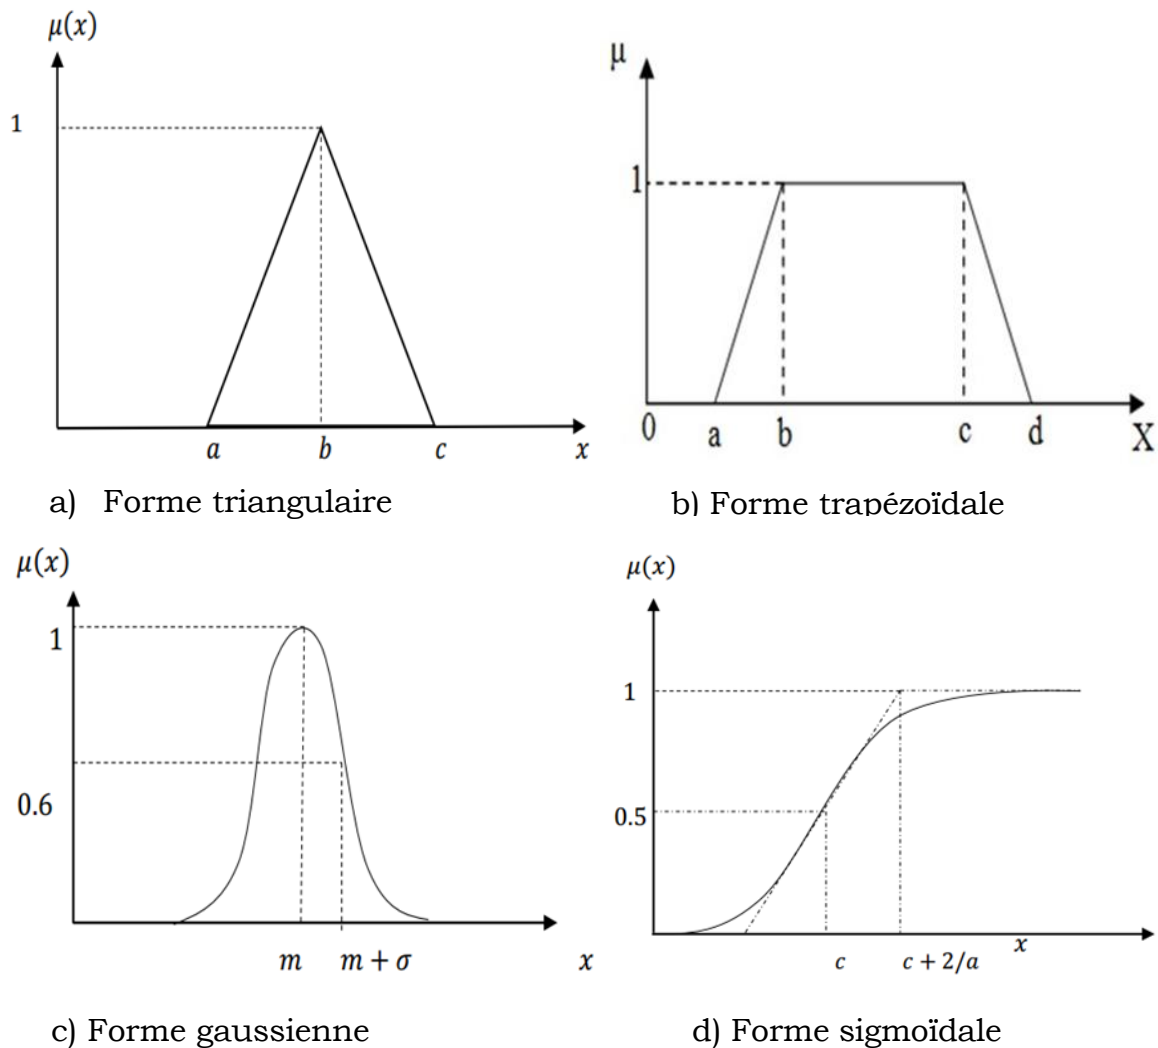 μ(x)
1
a b c x
a) Forme triangulaire
μ
1
0 a b c d X
b) Forme trapézoïdale
μ(x)
1
0.6
m m + σ x
c) Forme gaussienne
μ(x)
1
0.5
c c + 2/a x
d) Forme sigmoïdale